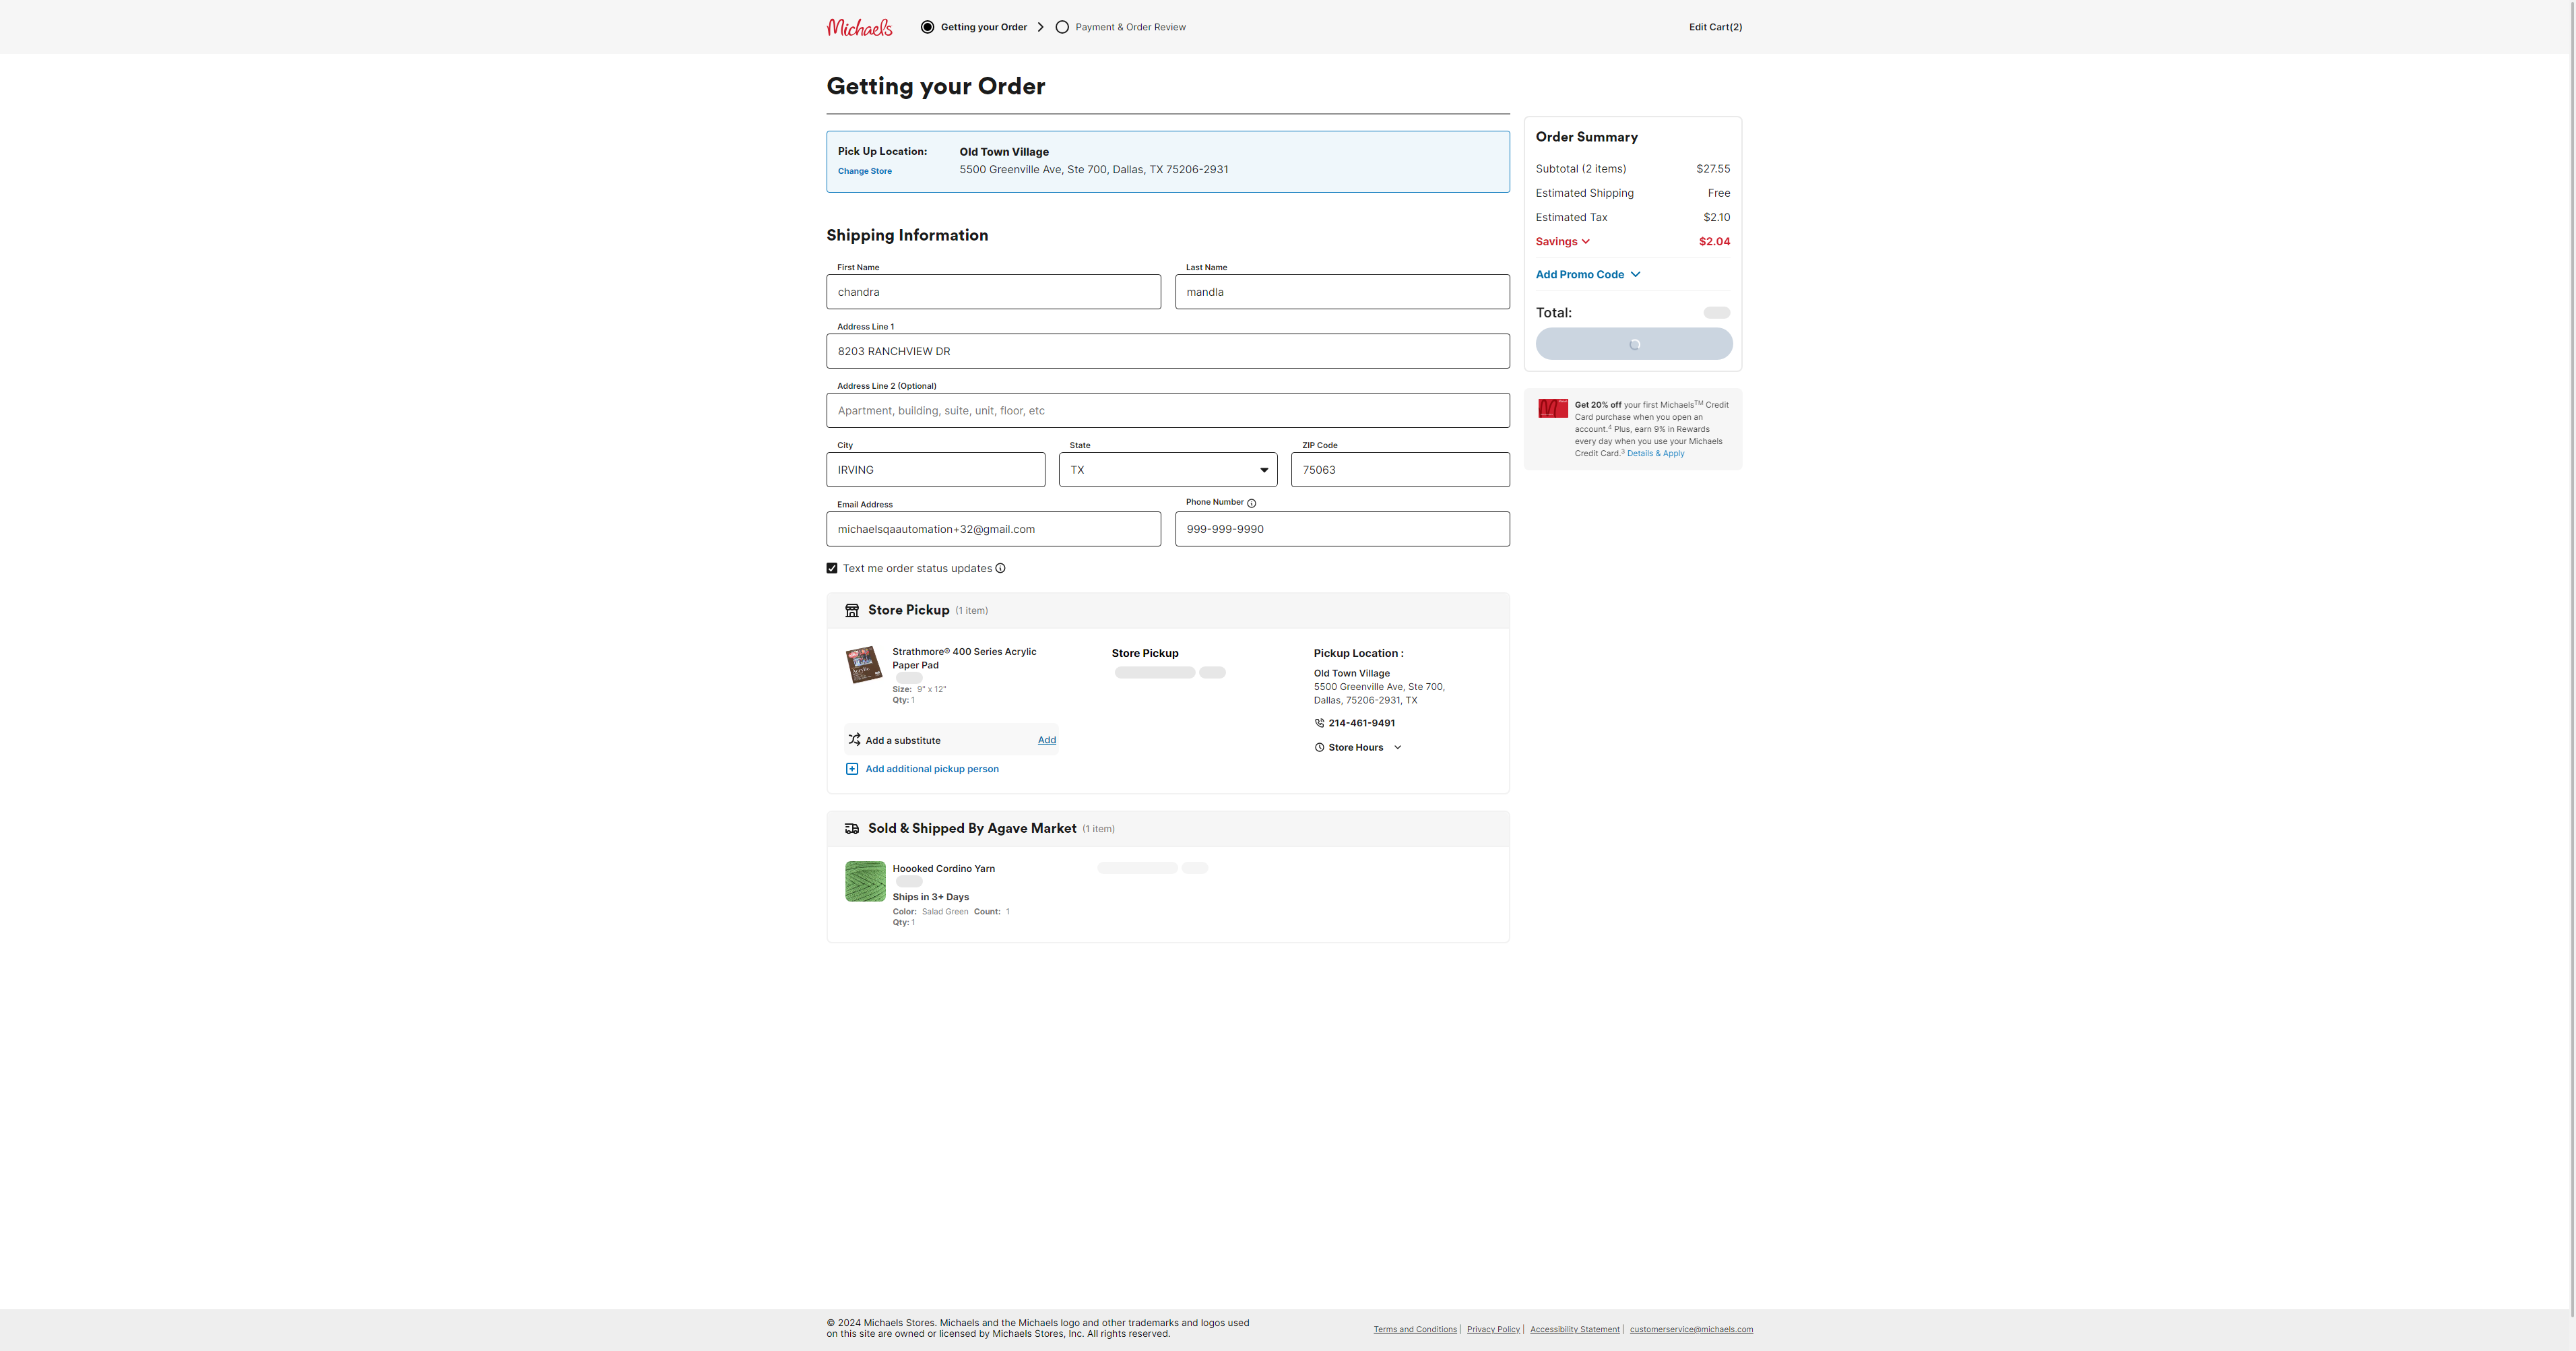 Michaels
Getting your Order
Payment & Order Review
Edit Cart(2)
Getting your Order
Pick Up Location:
Change Store
Old Town Village
5500 Greenville Ave, Ste 700, Dallas, TX 75206-2931
Shipping Information
First Name
chandra
Last Name
mandla
Address Line 1
8203 RANCHVIEW DR
Address Line 2 (Optional)
Apartment, building, suite, unit, floor, etc
City
IRVING
State
TX
ZIP Code
75063
Email Address
michaelsqaautomation+32@gmail.com
Phone Number
999-999-9990
Text me order status updates
Store Pickup (1 item)
Strathmore® 400 Series Acrylic
Paper Pad
Size: 9" x 12"
Qty: 1
Add a substitute
Add
Add additional pickup person
Store Pickup
Pickup Location :
Old Town Village
5500 Greenville Ave, Ste 700,
Dallas, 75206-2931, TX
214-461-9491
Store Hours
Sold & Shipped By Agave Market (1 item)
Hoooked Cordino Yarn
Ships in 3+ Days
Color: Salad Green Count: 1
Qty: 1
Order Summary
Subtotal (2 items) $27.55
Estimated Shipping Free
Estimated Tax $2.10
Savings $2.04
Add Promo Code
Total:
Get 20% off your first Michaels™ Credit
Card purchase when you open an
account.⁴ Plus, earn 9% in Rewards
every day when you use your Michaels
Credit Card.³ Details & Apply
© 2024 Michaels Stores. Michaels and the Michaels logo and other trademarks and logos used
on this site are owned or licensed by Michaels Stores, Inc. All rights reserved.
Terms and Conditions | Privacy Policy | Accessibility Statement | customerservice@michaels.com